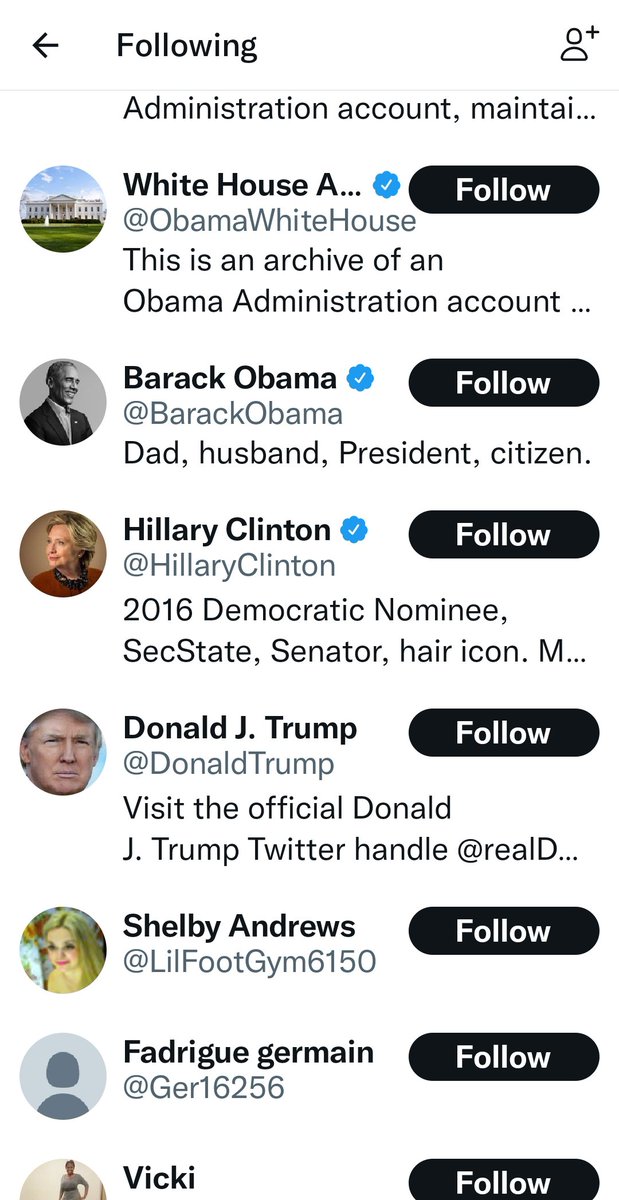 Following
Administration account, maintai...
White House A...
Follow
@ObamaWhiteHouse
This is an archive of an
Obama Administration account ...
Barack Obama
Follow
@BarackObama
Dad, husband, President, citizen.
Hillary Clinton
Follow
@HillaryClinton
2016 Democratic Nominee,
SecState, Senator, hair icon. M...
Donald J. Trump
Follow
@DonaldTrump
Visit the official Donald
J. Trump Twitter handle @realD...
Shelby Andrews
Follow
@LilFootGym6150
Fadrigue germain
Follow
@Ger16256
Vicki
Follow